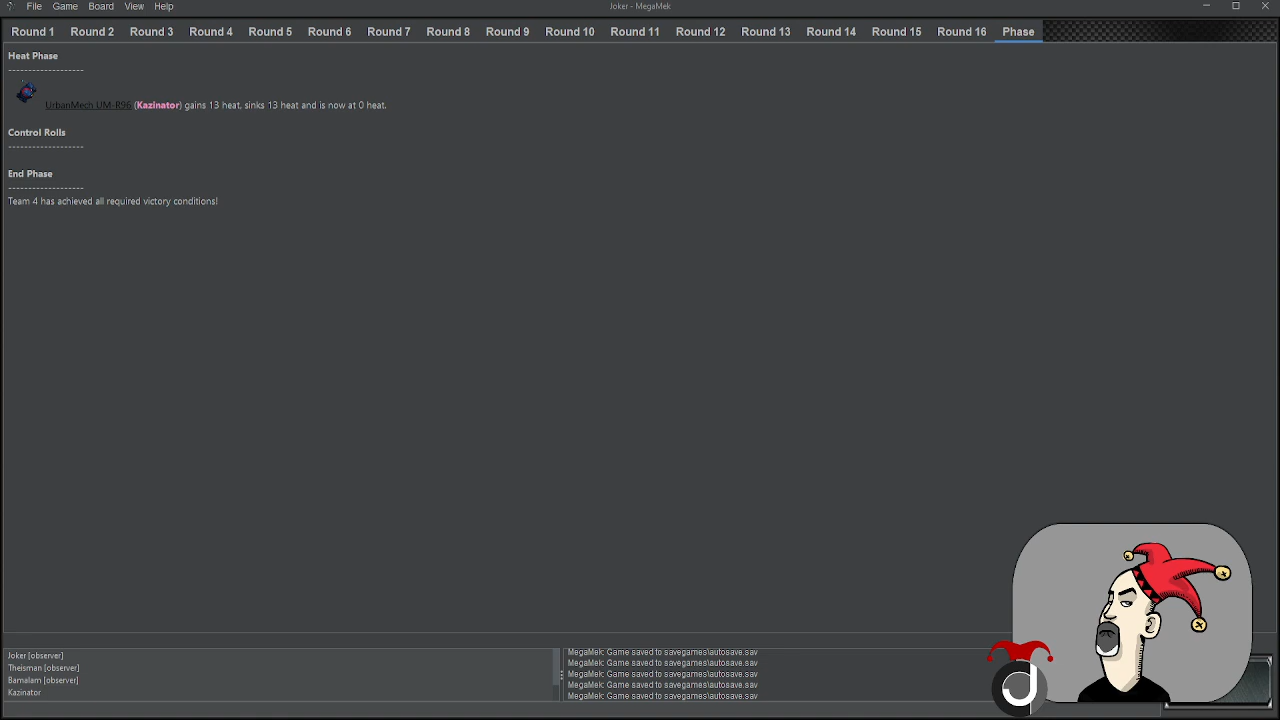 File Game Board View Help
Joker - MegaMek
Round 1 Round 2 Round 3 Round 4 Round 5 Round 6 Round 7 Round 8 Round 9 Round 10 Round 11 Round 12 Round 13 Round 14 Round 15 Round 16 Phase
Heat Phase
--------------------
UrbanMech UM-R96 (Kazinator) gains 13 heat, sinks 13 heat and is now at 0 heat.
Control Rolls
--------------------
End Phase
--------------------
Team 4 has achieved all required victory conditions!
Joker [observer]
Theisman [observer]
Bamalam [observer]
Kazinator
MegaMek: Game saved to savegames\autosave.sav
MegaMek: Game saved to savegames\autosave.sav
MegaMek: Game saved to savegames\autosave.sav
MegaMek: Game saved to savegames\autosave.sav
MegaMek: Game saved to savegames\autosave.sav